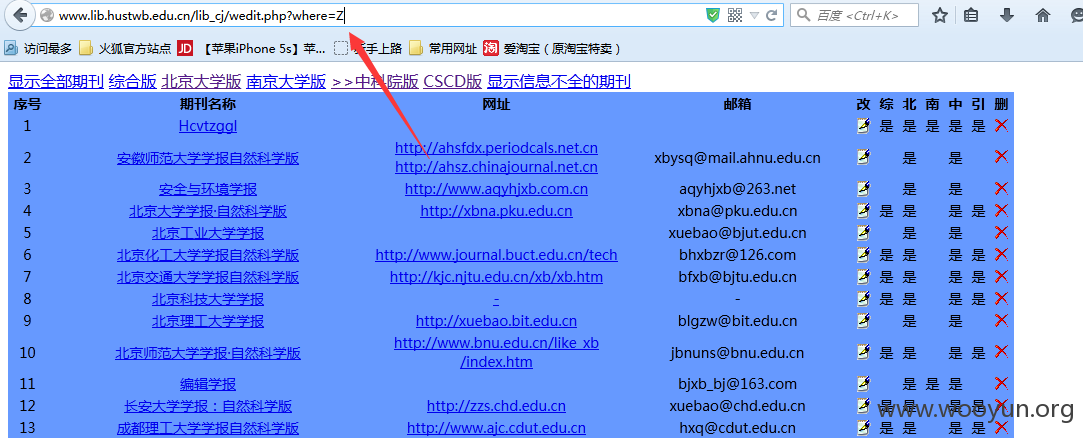 www.lib.hustwb.edu.cn/lib_cj/wedit.php?where=Z
百度 <Ctrl+K>
访问最多 火狐官方站点 JD 【苹果iPhone 5s】苹... 手上路 常用网址 淘 爱淘宝（原淘宝特卖）
显示全部期刊 综合版 北京大学版 南京大学版 >>中科院版 CSCD版 显示信息不全的期刊
序号 期刊名称 网址 邮箱 改 综 北 南 中 引 删
1 Hcvtzggl 是 是 是 是 是
2 安徽师范大学学报自然科学版 http://ahsfdx.periodcals.net.cn xbysq@mail.ahnu.edu.cn 是 是
http://ahsz.chinajournal.net.cn
3 安全与环境学报 http://www.aqyhjxb.com.cn aqyhjxb@263.net 是 是
4 北京大学学报·自然科学版 http://xbna.pku.edu.cn xbna@pku.edu.cn 是 是 是 是
5 北京工业大学学报 xuebao@bjut.edu.cn 是 是
6 北京化工大学学报自然科学版 http://www.journal.buct.edu.cn/tech bhxbzr@126.com 是 是 是 是
7 北京交通大学学报自然科学版 http://kjc.njtu.edu.cn/xb/xb.htm bfxb@bjtu.edu.cn 是 是 是 是
8 北京科技大学学报 - - 是 是 是 是
9 北京理工大学学报 http://xuebao.bit.edu.cn blgzw@bit.edu.cn 是 是
10 北京师范大学学报·自然科学版 http://www.bnu.edu.cn/like_xb jbnuns@bnu.edu.cn 是 是 是 是
/index.htm
11 编辑学报 bjxb_bj@163.com 是 是 是
12 长安大学学报：自然科学版 http://zzs.chd.edu.cn xuebao@chd.edu.cn 是 是 是 是
13 成都理工大学学报自然科学版 http://www.ajc.cdut.edu.cn hxq@cdut.edu.cn 是 是
www.wooyun.org